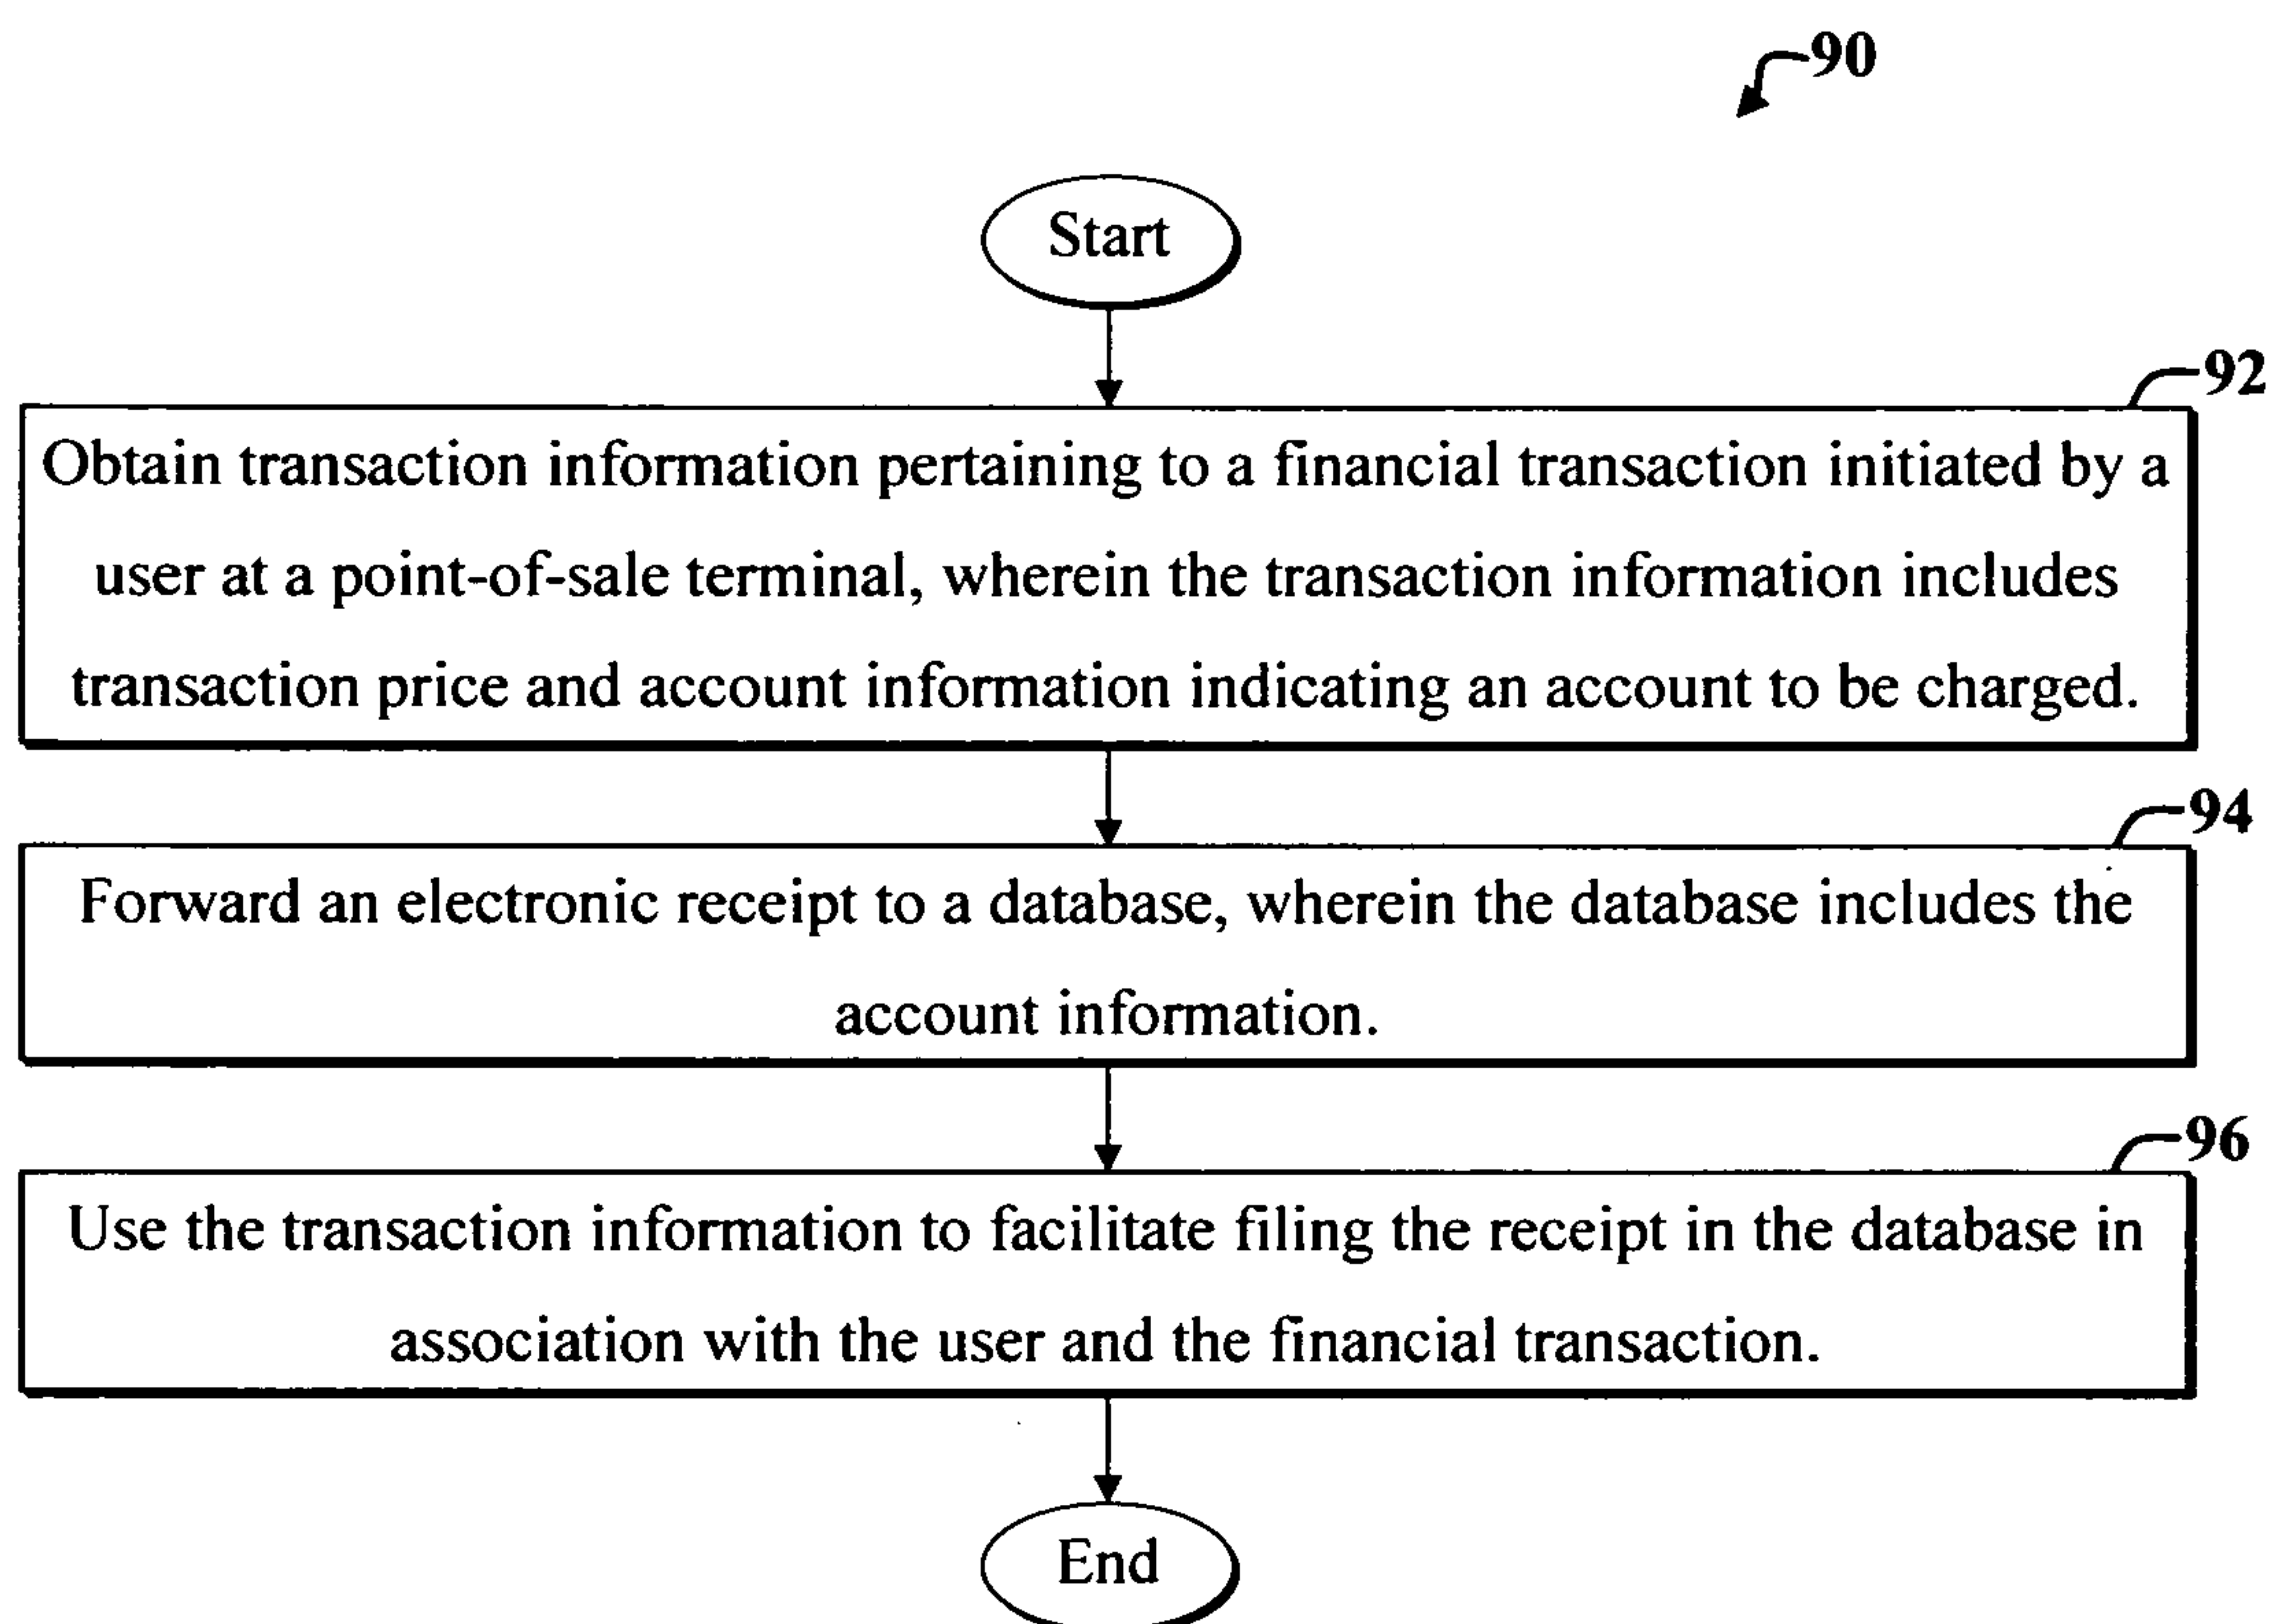 90
Start
92
Obtain transaction information pertaining to a financial transaction initiated by a
user at a point-of-sale terminal, wherein the transaction information includes
transaction price and account information indicating an account to be charged.
94
Forward an electronic receipt to a database, wherein the database includes the
account information.
96
Use the transaction information to facilitate filing the receipt in the database in
association with the user and the financial transaction.
End